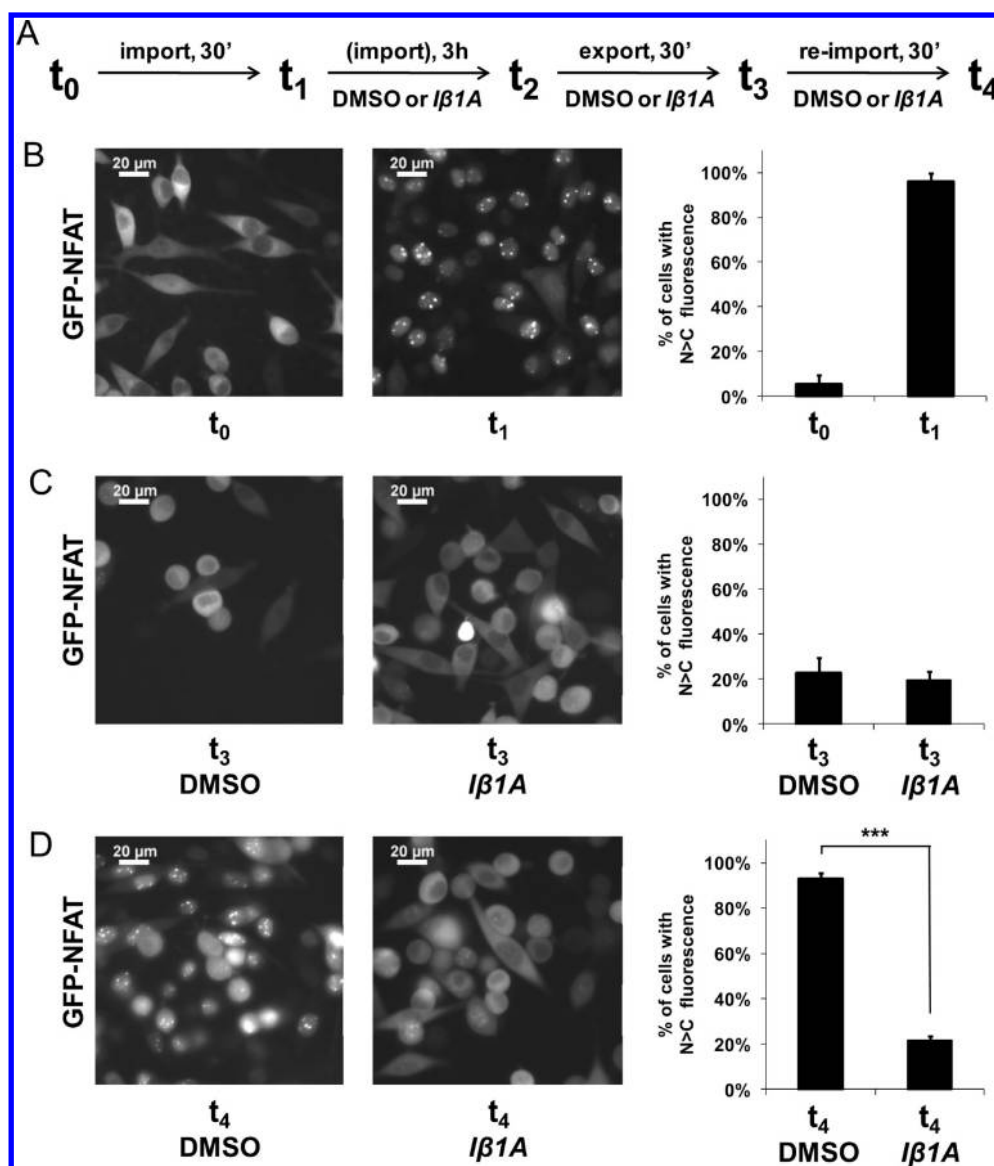 A
t0 import, 30’ t1 (import), 3h DMSO or Iβ1A t2 export, 30’ DMSO or Iβ1A t3 re-import, 30’ DMSO or Iβ1A t4
B
GFP-NFAT
20 µm
t0
20 µm
t1
% of cells with
N>C fluorescence
100%
80%
60%
40%
20%
0%
t0 t1
C
GFP-NFAT
20 µm
t3
DMSO
20 µm
t3
Iβ1A
% of cells with
N>C fluorescence
100%
80%
60%
40%
20%
0%
t3 t3
DMSO Iβ1A
D
GFP-NFAT
20 µm
t4
DMSO
20 µm
t4
Iβ1A
% of cells with
N>C fluorescence
***
100%
80%
60%
40%
20%
0%
t4 t4
DMSO Iβ1A